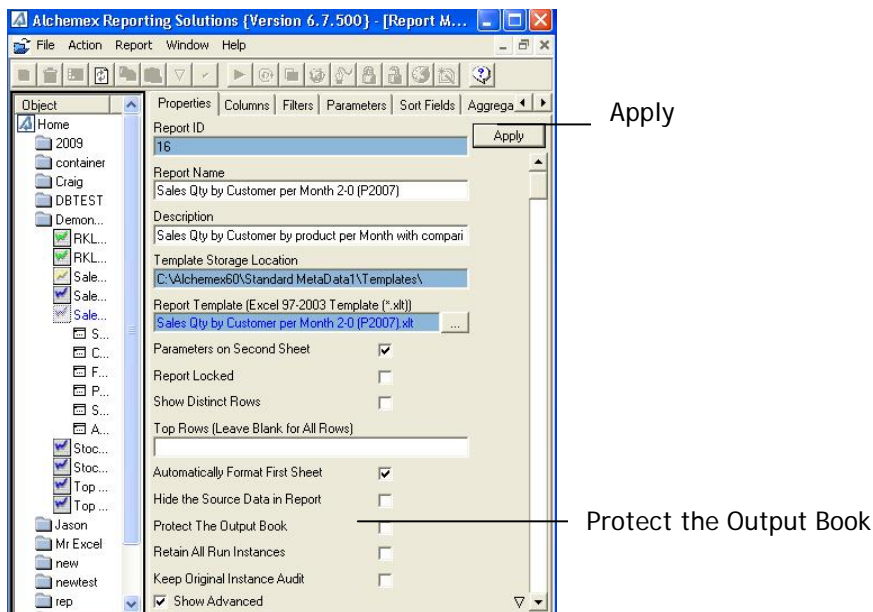 Alchemex Reporting Solutions {Version 6.7.500} - [Report M...
File Action Report Window Help
Object
Home
2009
container
Craig
DBTEST
Demon...
RKL...
RKL...
Sale...
Sale...
Sale...
S...
C...
F...
P...
S...
A...
Stoc...
Stoc...
Top ...
Top ...
Jason
Mr Excel
new
newtest
rep
Properties Columns Filters Parameters Sort Fields Aggrega
Report ID
Apply
16
Report Name
Sales Qty by Customer per Month 2-0 (P2007)
Description
Sales Qty by Customer by product per Month with compari
Template Storage Location
C:\Alchemex60\Standard MetaData1\Templates\
Report Template (Excel 97-2003 Template (*.xlt))
Sales Qty by Customer per Month 2-0 (P2007).xlt ...
Parameters on Second Sheet
Report Locked
Show Distinct Rows
Top Rows (Leave Blank for All Rows)
Automatically Format First Sheet
Hide the Source Data in Report
Protect The Output Book
Retain All Run Instances
Keep Original Instance Audit
Show Advanced
Apply
Protect the Output Book